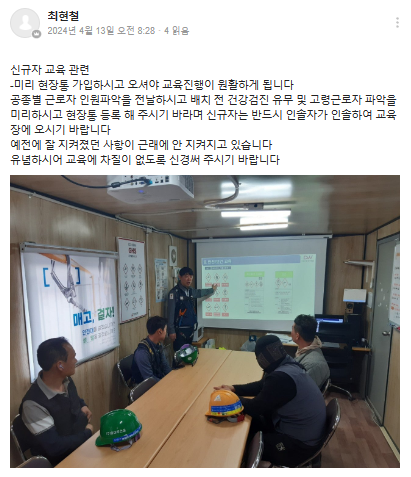 최현철
2024년 4월 13일 오전 8:28 · 4 읽음
신규자 교육 관련
-미리 현장통 가입하시고 오셔야 교육진행이 원활하게 됩니다
공종별 근로자 인원파악을 전날하시고 배치 전 건강검진 유무 및 고령근로자 파악을
미리하시고 현장통 등록 해 주시기 바라며 신규자는 반드시 인솔자가 인솔하여 교육
장에 오시기 바랍니다
예전에 잘 지켜졌던 사항이 근래에 안 지켜지고 있습니다
유념하시어 교육에 차질이 없도록 신경써 주시기 바랍니다
매고, 걸자!